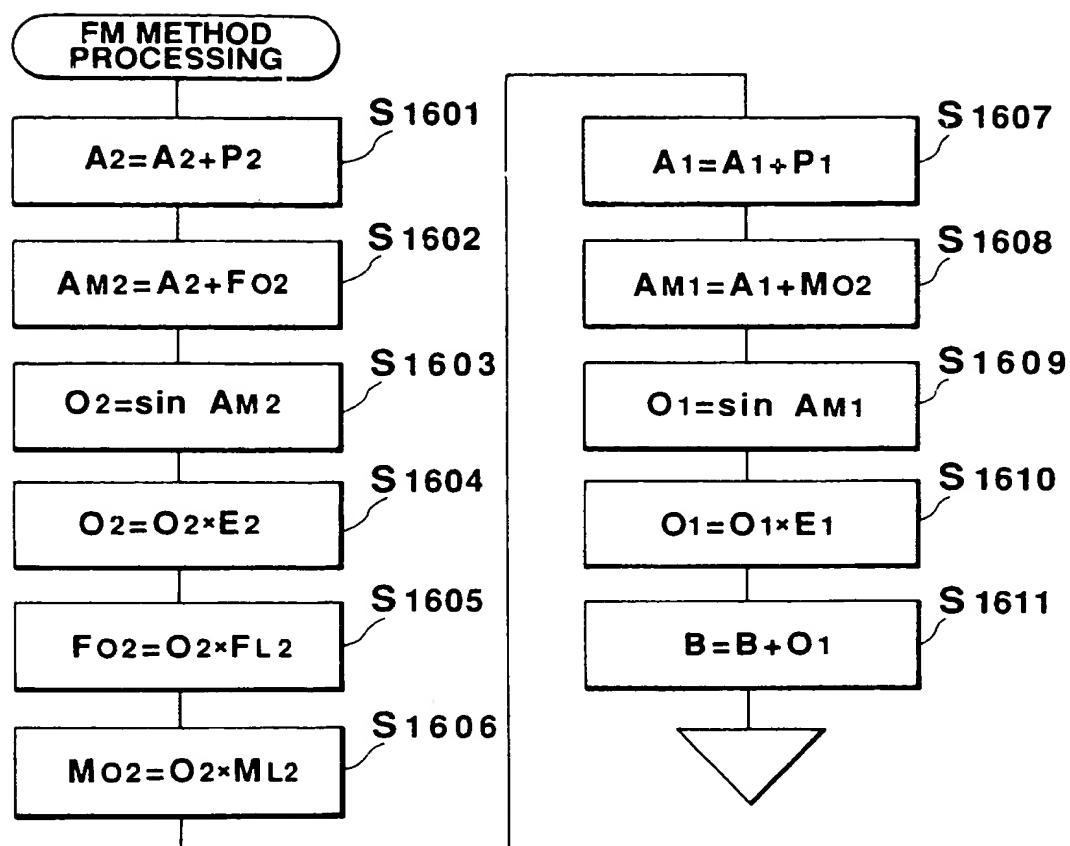 FM METHOD
PROCESSING
S1601
A2=A2+P2
S1602
AM2=A2+FO2
S1603
O2=sin AM2
S1604
O2=O2×E2
S1605
FO2=O2×FL2
S1606
MO2=O2×ML2
S1607
A1=A1+P1
S1608
AM1=A1+MO2
S1609
O1=sin AM1
S1610
O1=O1×E1
S1611
B=B+O1